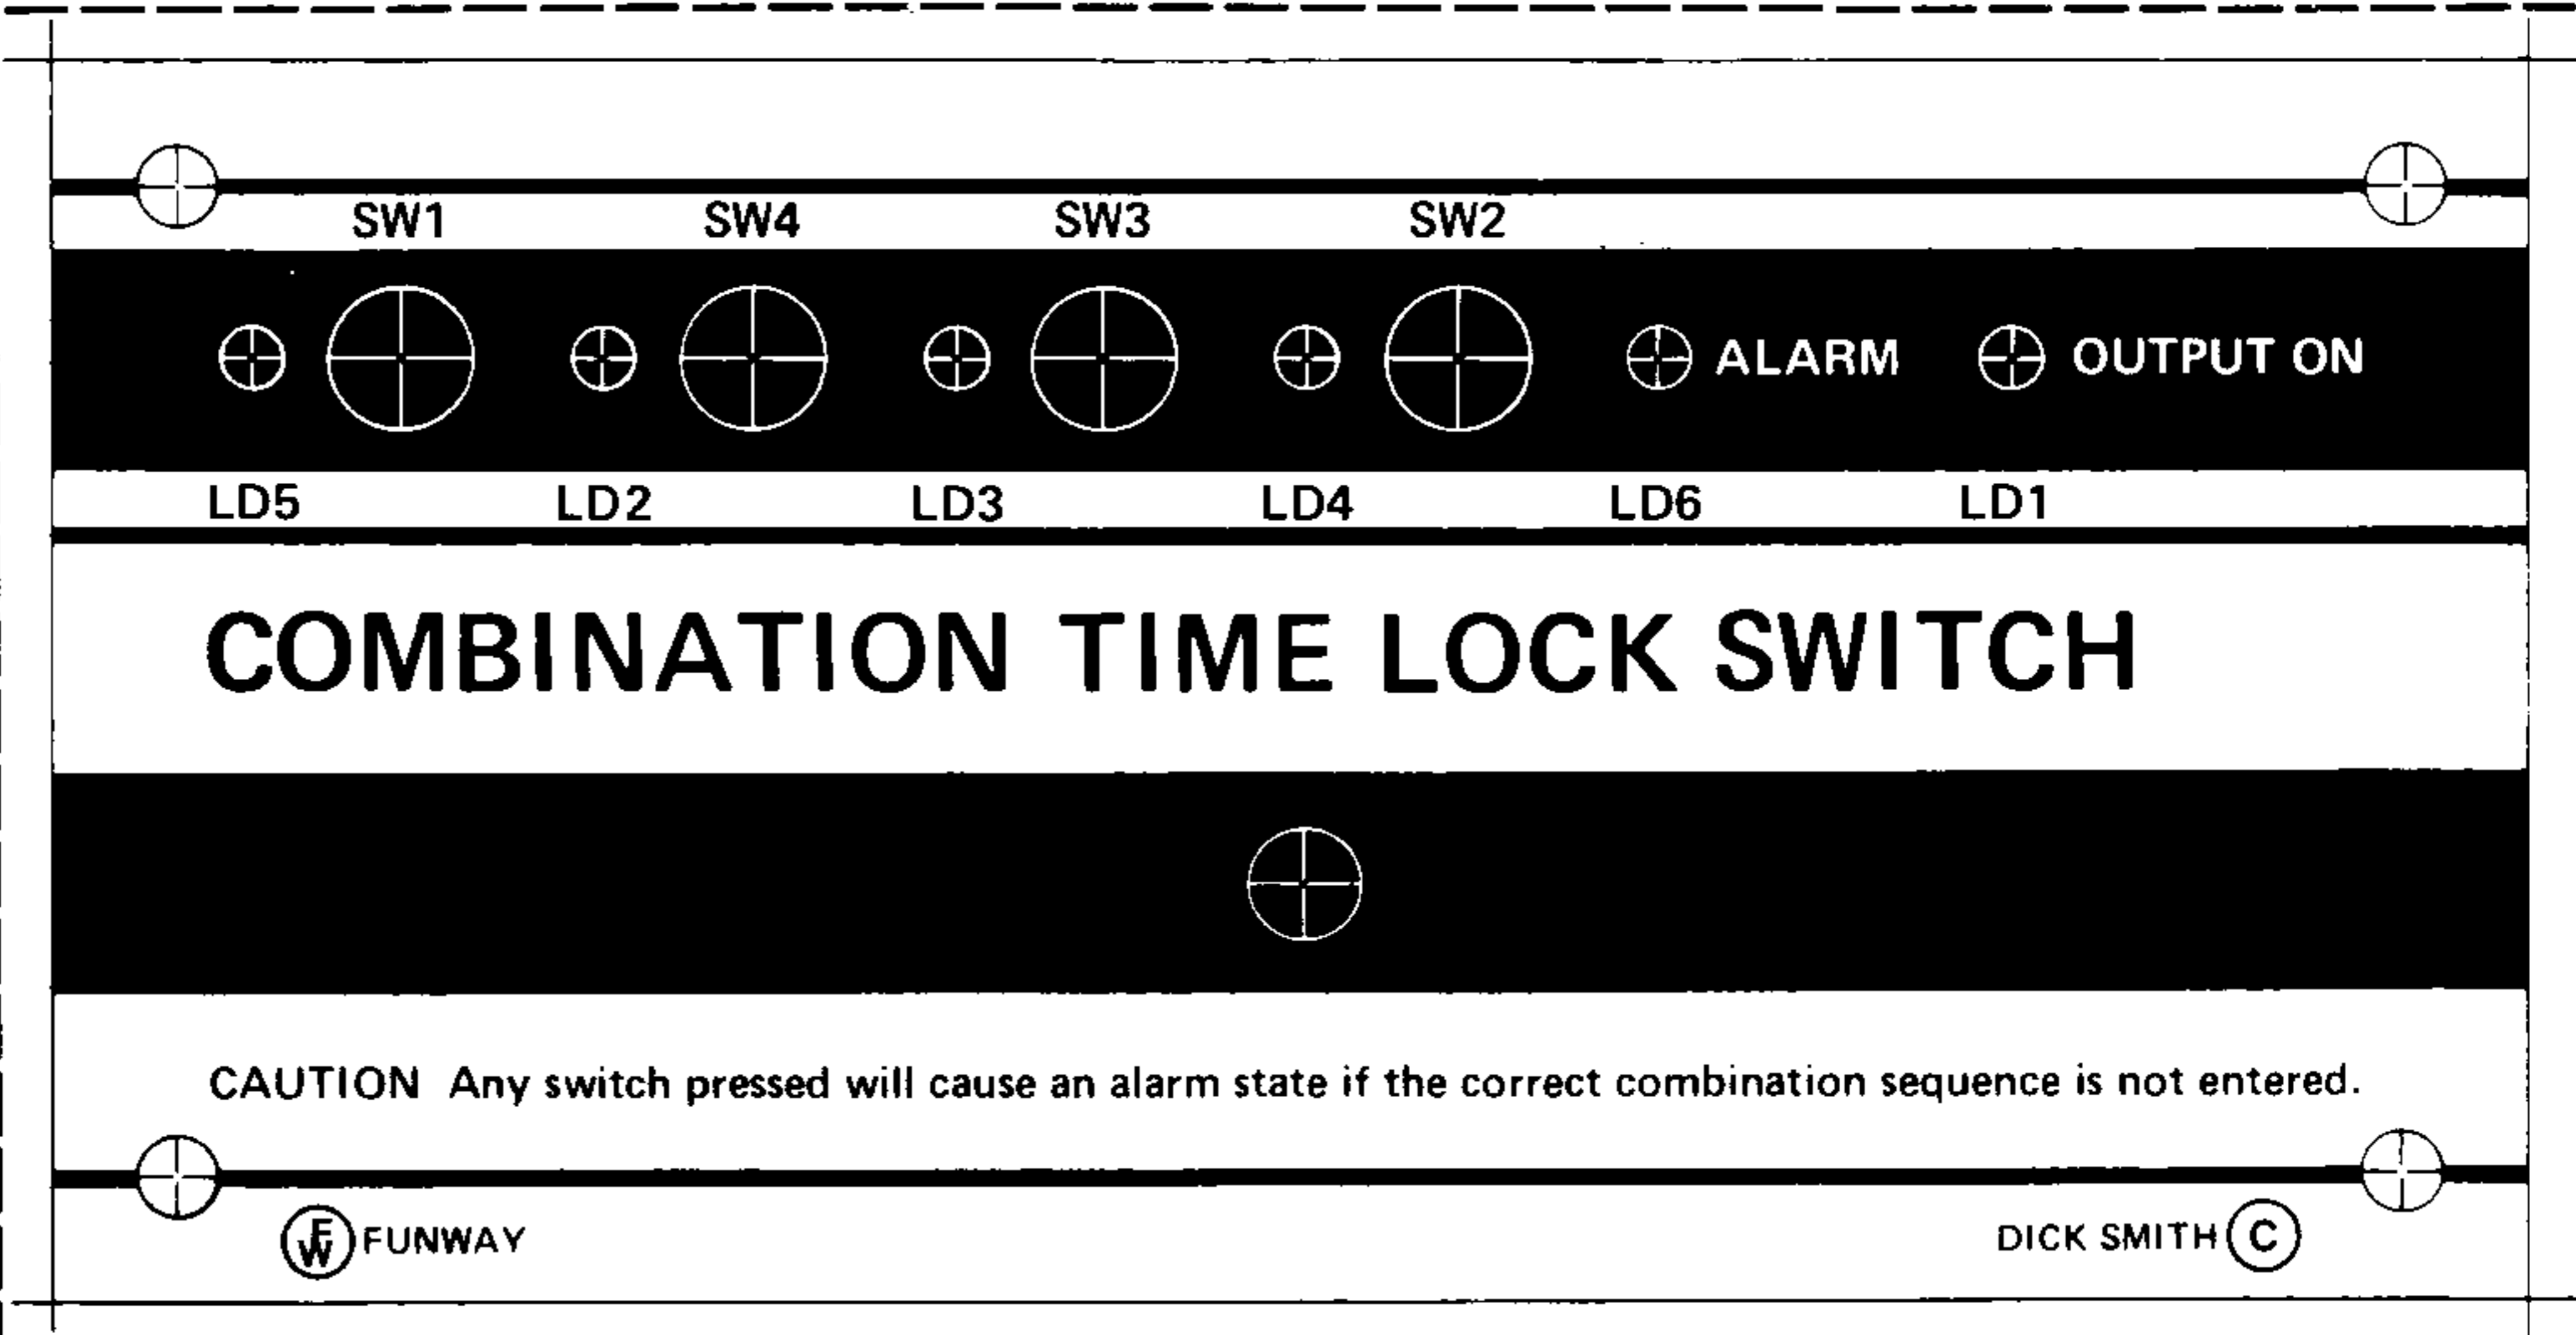 SW1 SW4 SW3 SW2
ALARM OUTPUT ON
LD5 LD2 LD3 LD4 LD6 LD1
COMBINATION TIME LOCK SWITCH
CAUTION Any switch pressed will cause an alarm state if the correct combination sequence is not entered.
FW FUNWAY DICK SMITH ©